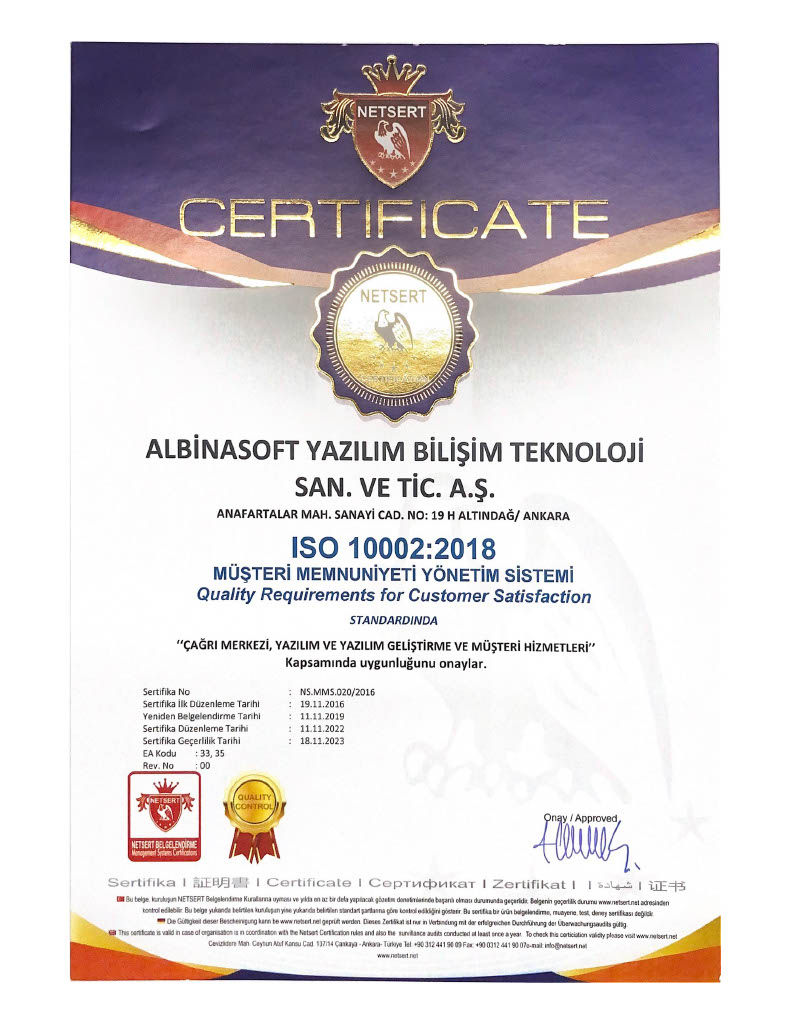 NETSERT
CERTIFICATE
NETSERT
ALBİNASOFT YAZILIM BİLİŞİM TEKNOLOJİ
SAN. VE TİC. A.Ş.
ANAFARTALAR MAH. SANAYİ CAD. NO: 19 H ALTINDAĞ/ ANKARA
ISO 10002:2018
MÜŞTERİ MEMNUNİYETİ YÖNETİM SİSTEMİ
Quality Requirements for Customer Satisfaction
STANDARDINDA
‘‘ÇAĞRI MERKEZİ, YAZILIM VE YAZILIM GELİŞTİRME VE MÜŞTERİ HİZMETLERİ’’
Kapsamında uygunluğunu onaylar.
Sertifika No : NS.MMS.020/2016
Sertifika İlk Düzenleme Tarihi : 19.11.2016
Yeniden Belgelendirme Tarihi : 11.11.2019
Sertifika Düzenleme Tarihi : 11.11.2022
Sertifika Geçerlilik Tarihi : 18.11.2023
EA Kodu : 33, 35
Rev. No : 00
NETSERT
NETSERT BELGELENDİRME
Management Systems Certifications
QUALITY
CONTROL
Onay / Approved
Sertifika I 証明書 I Certificate I Сертификат I Zertifikat I شهادة I 证书
Bu belge, kuruluşun NETSERT Belgelendirme Kurallarına uyması ve yılda en az bir defa yapılacak gözetim denetimlerinde başarılı olması durumunda geçerlidir. Belgenin geçerlilik durumu www.netsert.net adresinden
kontrol edilebilir. Bu belge yukarıda belirtilen kuruluşun yine yukarıda belirtilen standart şartlarına göre kontrol edildiğini gösterir. Bu sertifika bir ürün belgelendirme, muayene, test, deney sertifikası değildir.
Die Gültigkeit dieser Bescheinigung kann be www.netsert.net geprüft werden. Dieses Zertifikat ist nur in Verbindung mit der erfolgreichen Durchführung der Überwachungsaudits gültig.
This certificate is valid in case of organisation is in coordination with the Netsert Certification rules and also the survillance audits conducted at least once a year. To check this certiciation validity please visit www.netsert.net
Cevizlidere Mah. Ceyhun Atuf Kansu Cad. 137/14 Çankaya - Ankara- Türkiye Tel. +90 312 441 90 09 Fax: +90 0312 441 90 07e-mail: info@netsert.net
www.netsert.net